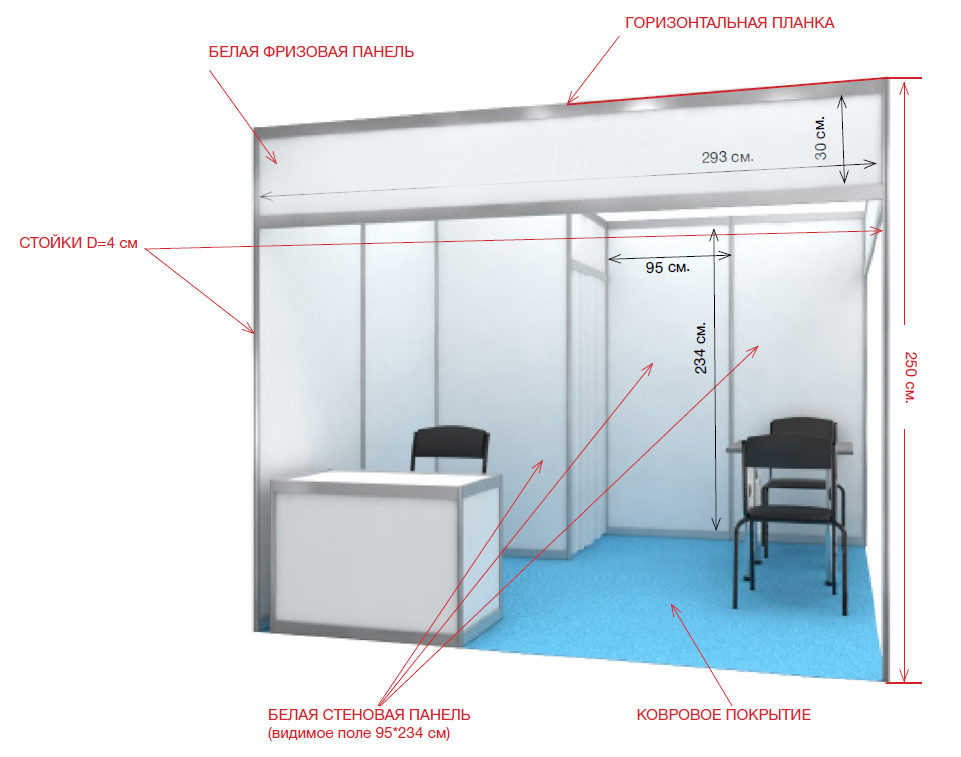 ГОРИЗОНТАЛЬНАЯ ПЛАНКА
БЕЛАЯ ФРИЗОВАЯ ПАНЕЛЬ
30 см.
293 см.
СТОЙКИ D=4 см
95 см.
234 см.
250 см.
БЕЛАЯ СТЕНОВАЯ ПАНЕЛЬ
(видимое поле 95*234 см)
КОВРОВОЕ ПОКРЫТИЕ